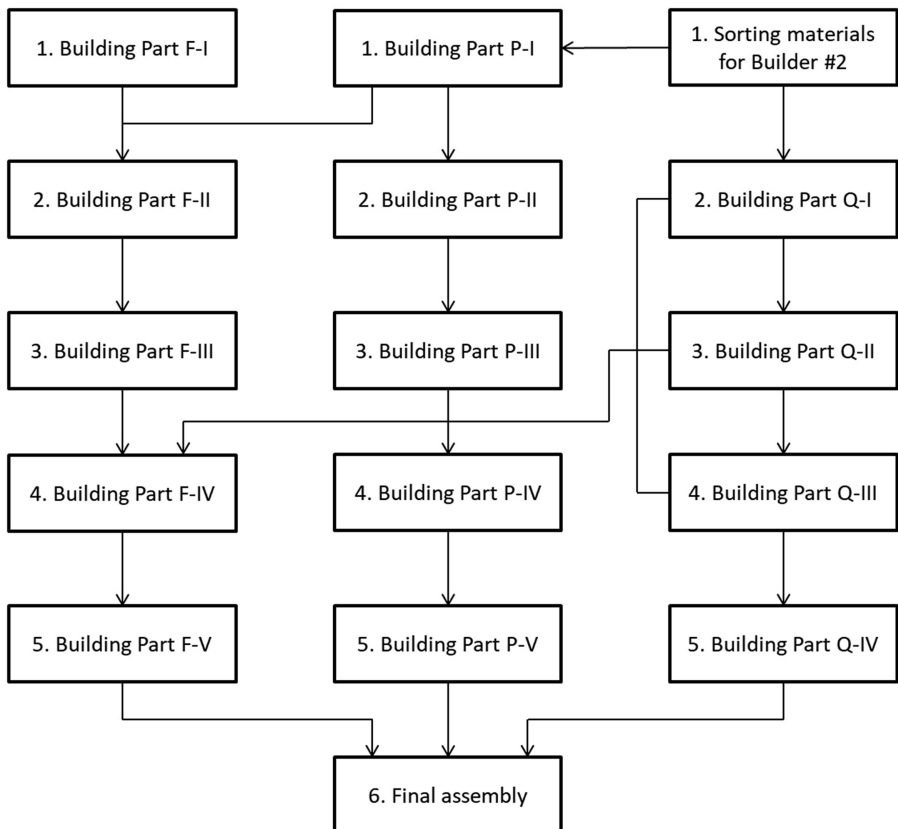 1. Building Part F-I
1. Building Part P-I
1. Sorting materials
for Builder #2
2. Building Part F-II
2. Building Part P-II
2. Building Part Q-I
3. Building Part F-III
3. Building Part P-III
3. Building Part Q-II
4. Building Part F-IV
4. Building Part P-IV
4. Building Part Q-III
5. Building Part F-V
5. Building Part P-V
5. Building Part Q-IV
6. Final assembly